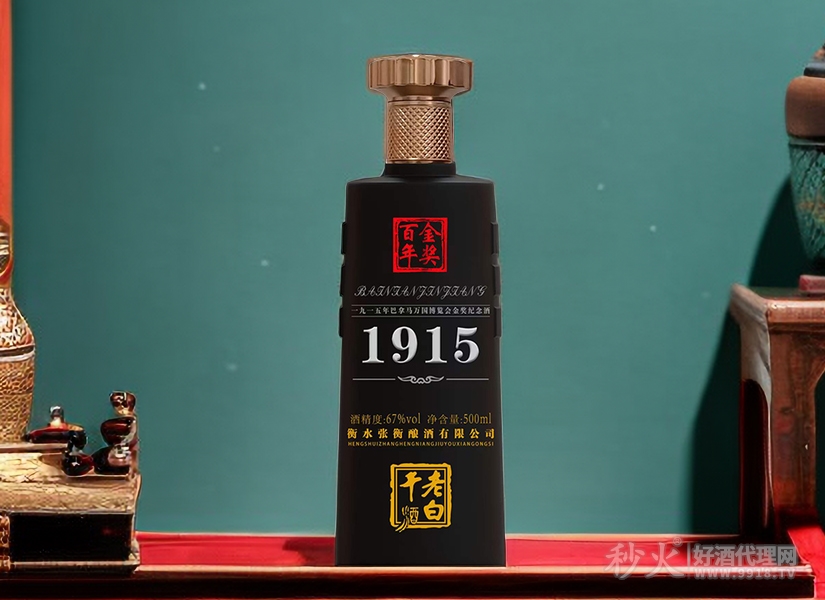 百年金奖
BAINIANJINJIANG
一九一五年巴拿马万国博览会金奖纪念酒
1915
酒精度:67%vol 净含量:500ml
衡水张衡酿酒有限公司
HENGSHUIZHANGHENGNIANGJIUYOUXIANGONGSI
老白干酒
秒火 好酒代理网
www.9918.TV